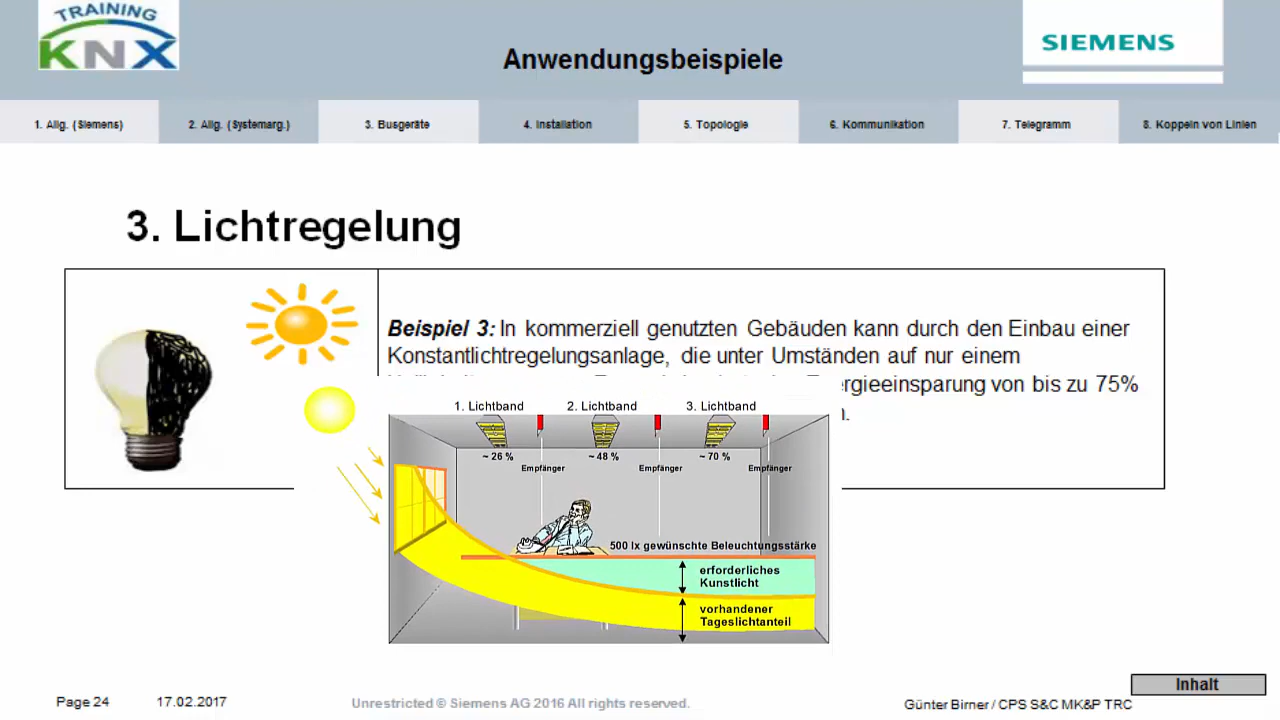 TRAINING
KNX
Anwendungsbeispiele
SIEMENS
1. Allg. (Siemens)
2. Allg. (Systemarg.)
3. Busgeräte
4. Installation
5. Topologie
6. Kommunikation
7. Telegramm
8. Koppeln von Linien
3. Lichtregelung
Beispiel 3: In kommerziell genutzten Gebäuden kann durch den Einbau einer
Konstantlichtregelungsanlage, die unter Umständen auf nur einem
von bis zu 75%
1. Lichtband 2. Lichtband 3. Lichtband
~ 26 % ~ 48 % ~ 70 %
Empfänger Empfänger Empfänger
500 lx gewünschte Beleuchtungsstärke
erforderliches
Kunstlicht
vorhandener
Tageslichtanteil
Inhalt
Page 24 17.02.2017 Unrestricted © Siemens AG 2016 All rights reserved. Günter Birner / CPS S&C MK&P TRC